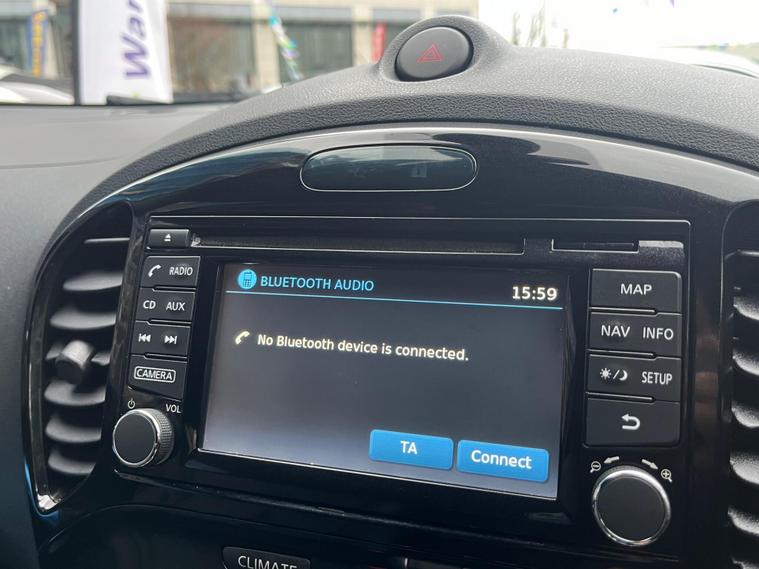 War
BLUETOOTH AUDIO
15:59
No Bluetooth device is connected.
TA
Connect
RADIO
CD AUX
CAMERA
VOL
MAP
NAV INFO
SETUP
CLIMATE